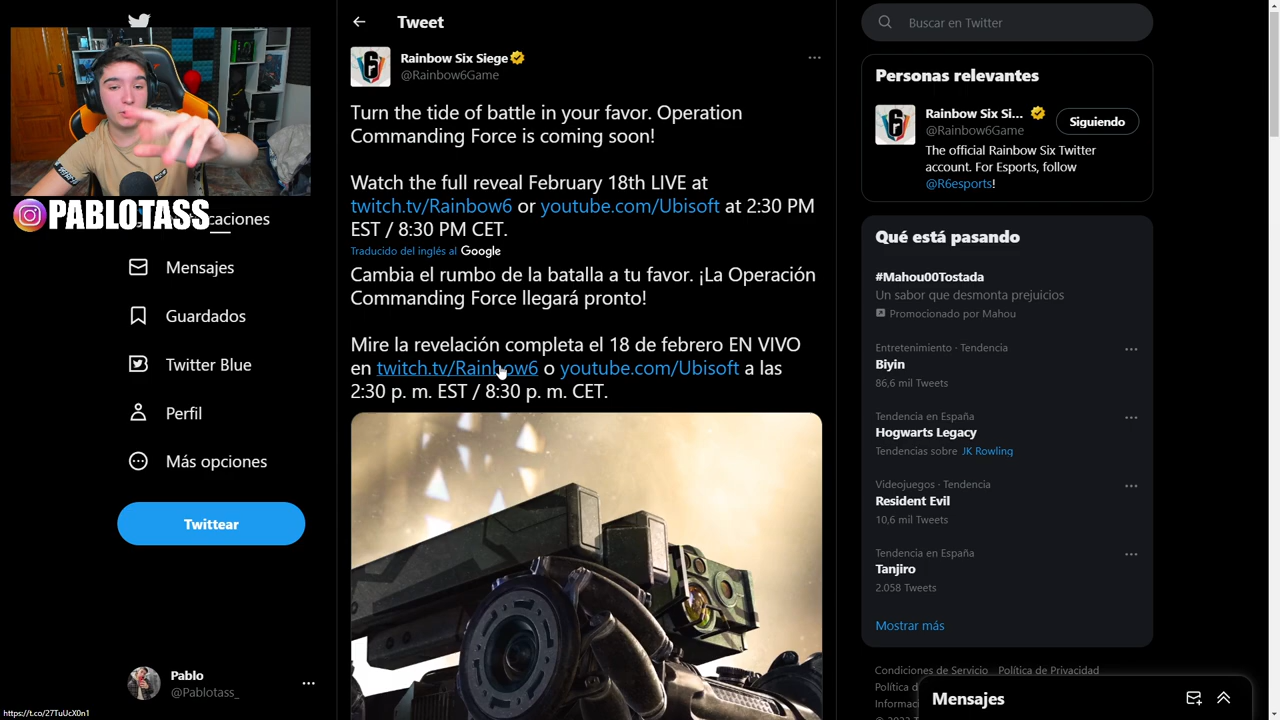 PABLOTASS
caciones
Mensajes
Guardados
Twitter Blue
Perfil
Más opciones
Twittear
Pablo
@Pablotass_
https://t.co/27TuUcX0n1
Tweet
Rainbow Six Siege
@Rainbow6Game
Turn the tide of battle in your favor. Operation
Commanding Force is coming soon!
Watch the full reveal February 18th LIVE at
twitch.tv/Rainbow6 or youtube.com/Ubisoft at 2:30 PM
EST / 8:30 PM CET.
Traducido del inglés al Google
Cambia el rumbo de la batalla a tu favor. ¡La Operación
Commanding Force llegará pronto!
Mire la revelación completa el 18 de febrero EN VIVO
en twitch.tv/Rainbow6 o youtube.com/Ubisoft a las
2:30 p. m. EST / 8:30 p. m. CET.
Buscar en Twitter
Personas relevantes
Rainbow Six Si...
@Rainbow6Game
Siguiendo
The official Rainbow Six Twitter
account. For Esports, follow
@R6esports!
Qué está pasando
#Mahou00Tostada
Un sabor que desmonta prejuicios
Promocionado por Mahou
Entretenimiento · Tendencia
Biyin
86,6 mil Tweets
Tendencia en España
Hogwarts Legacy
Tendencias sobre JK Rowling
Videojuegos · Tendencia
Resident Evil
10,6 mil Tweets
Tendencia en España
Tanjiro
2.058 Tweets
Mostrar más
Condiciones de Servicio Política de Privacidad
Política d
Informac
Mensajes